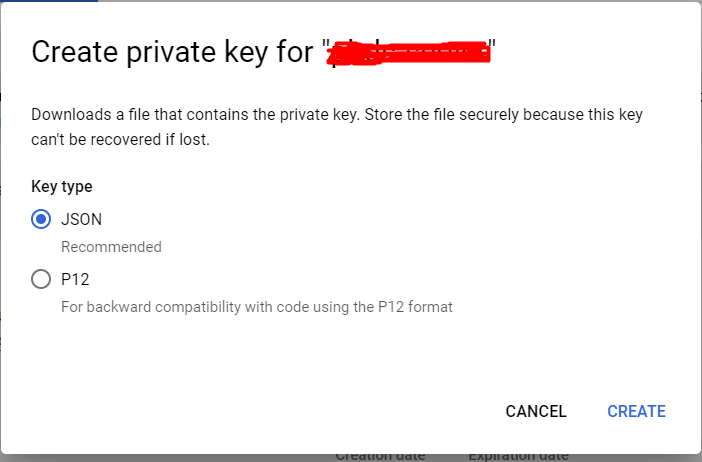 Create private key for "
"
Downloads a file that contains the private key. Store the file securely because this key
can't be recovered if lost.
Key type
JSON
Recommended
P12
For backward compatibility with code using the P12 format
CANCEL
CREATE
Creation date
Expiration date